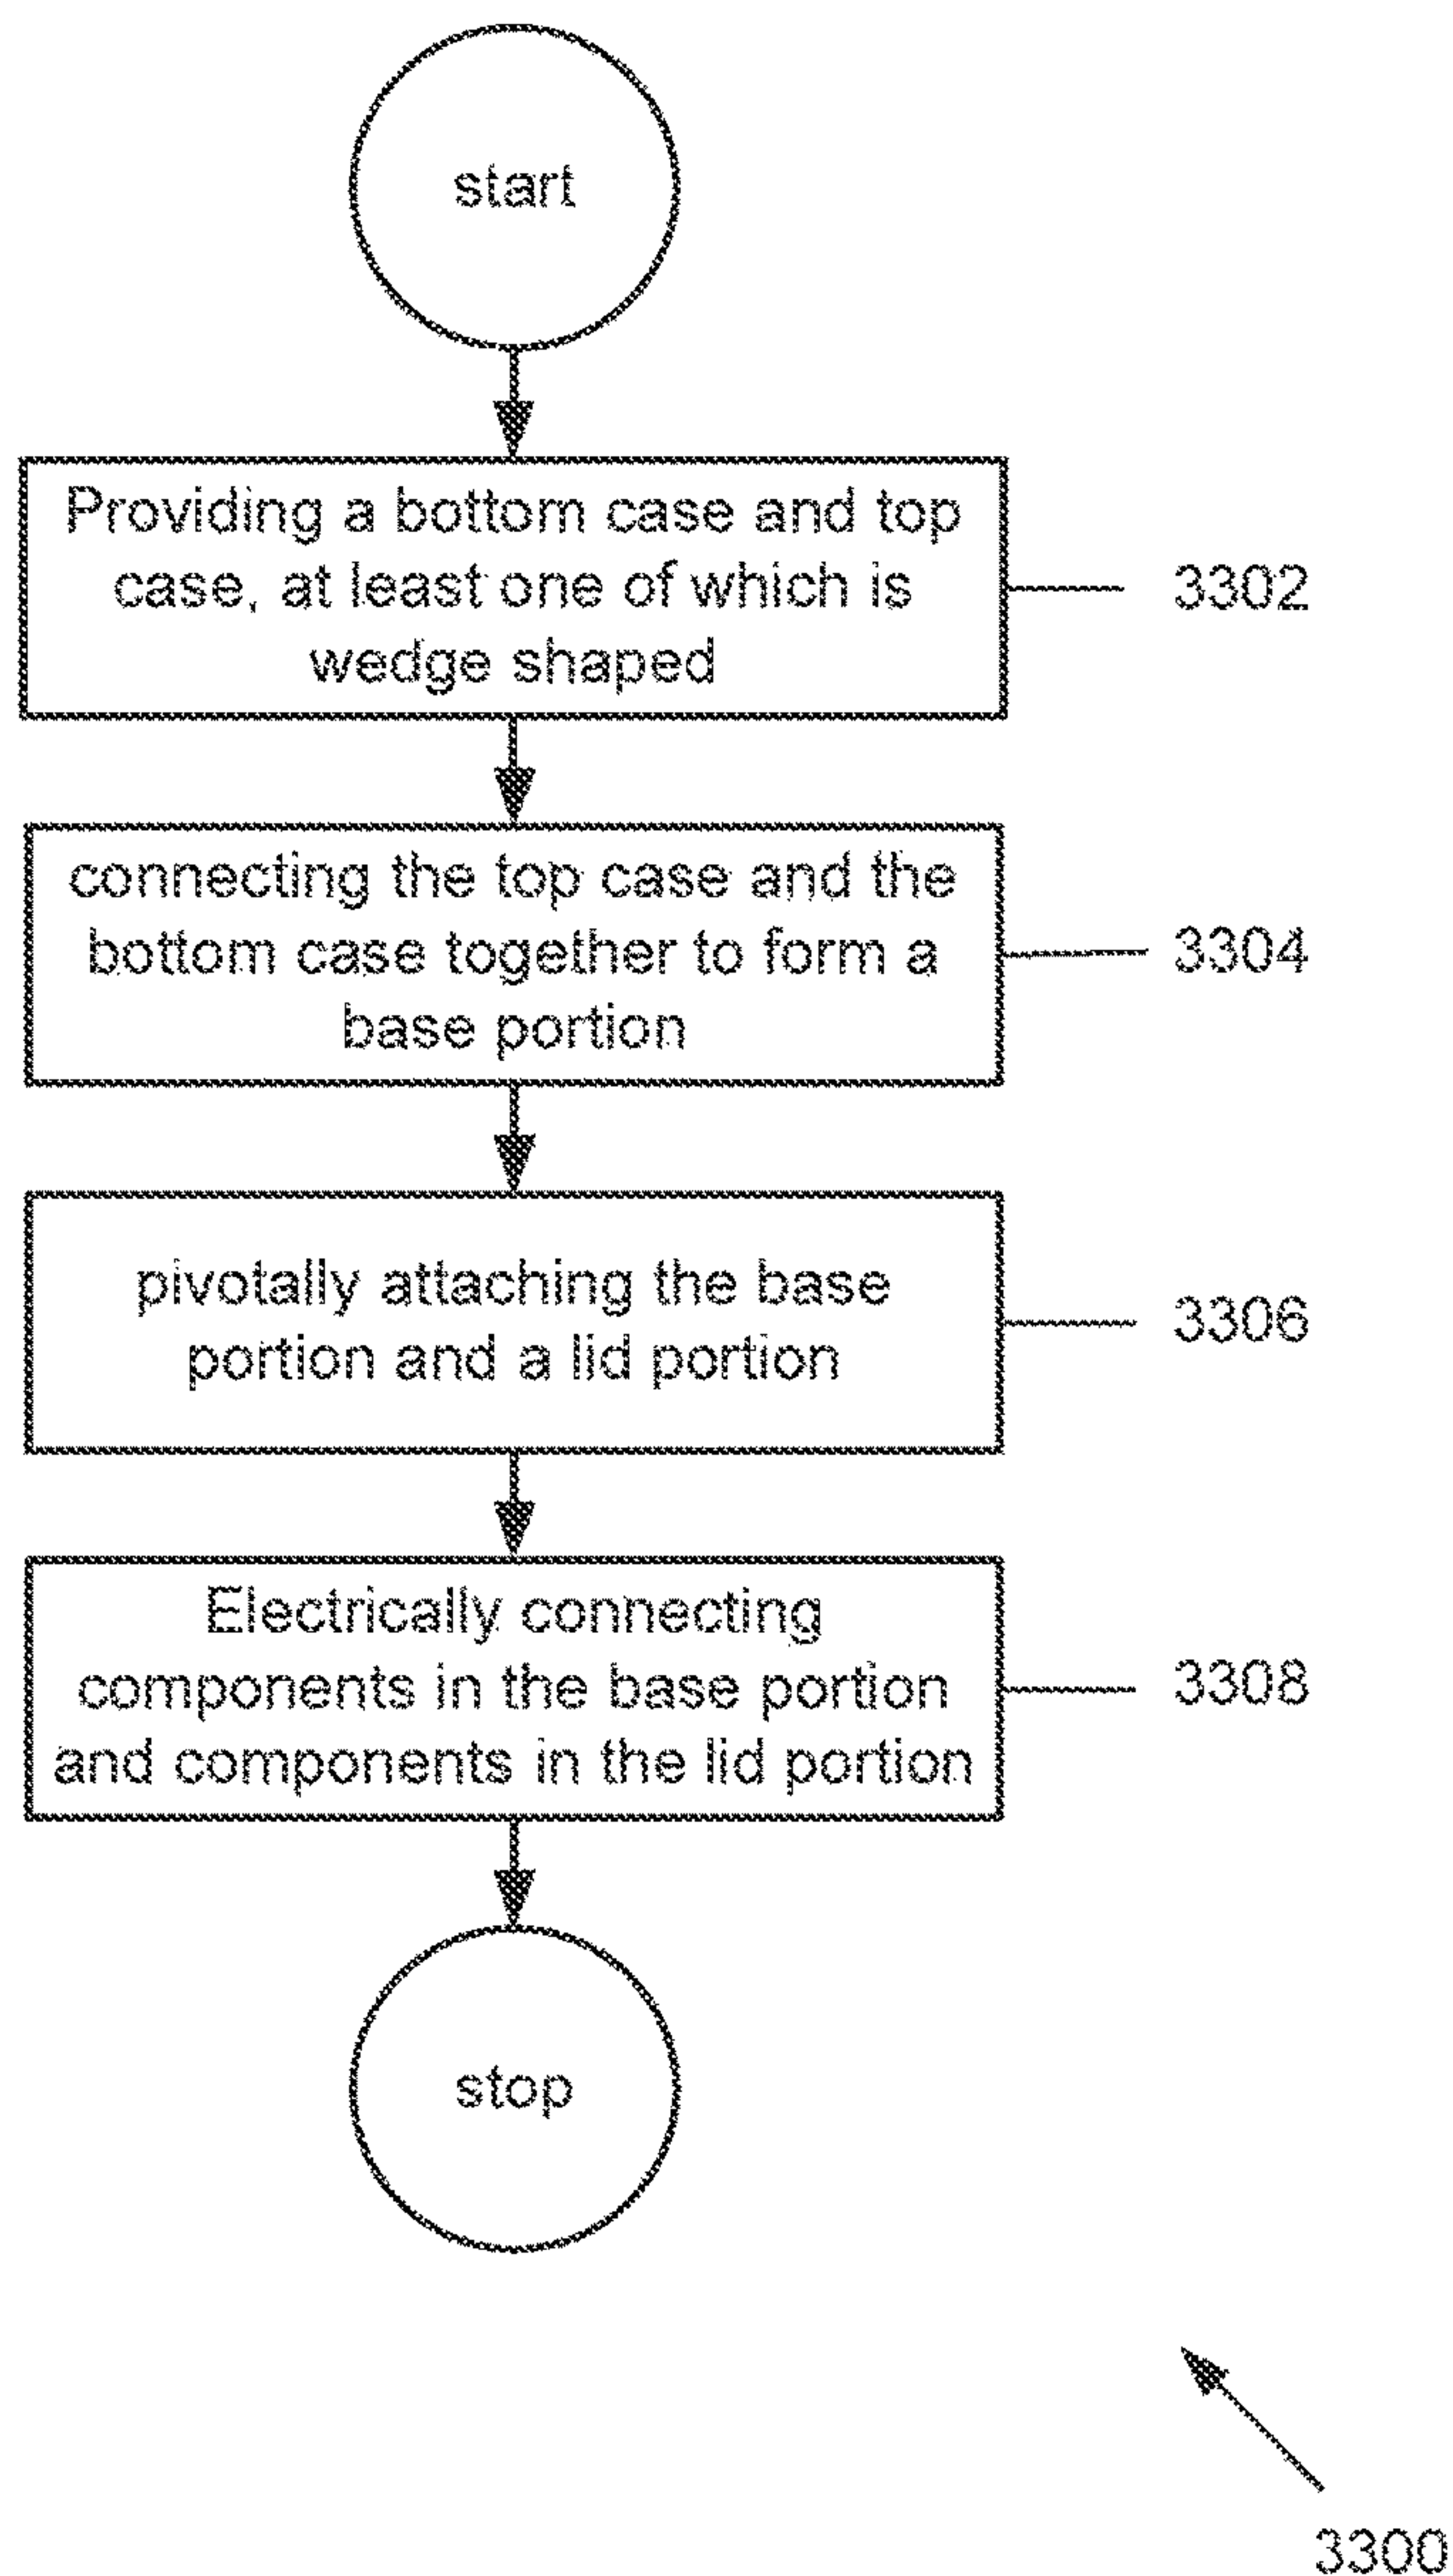 start
Providing a bottom case and top
case, at least one of which is
wedge shaped
3302
connecting the top case and the
bottom case together to form a
base portion
3304
pivotally attaching the base
portion and a lid portion
3306
Electrically connecting
components in the base portion
and components in the lid portion
3308
stop
3300